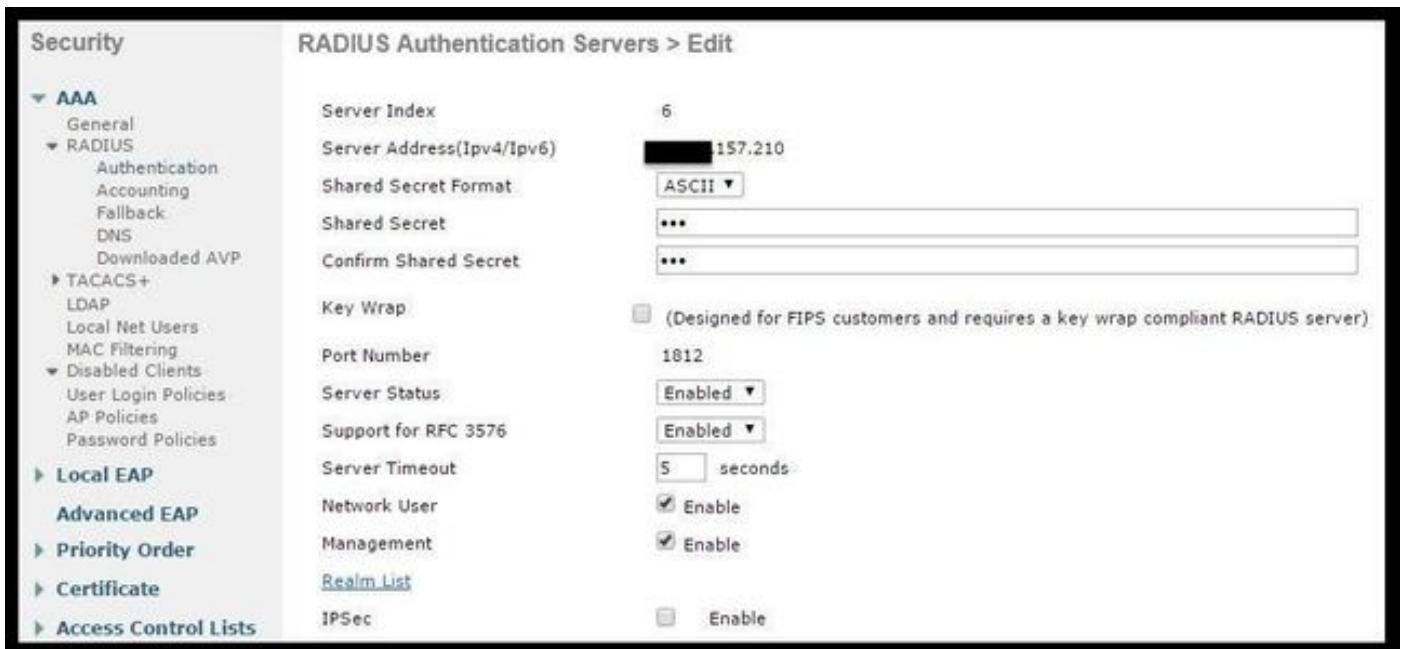 Security
AAA
General
RADIUS
Authentication
Accounting
Fallback
DNS
Downloaded AVP
TACACS+
LDAP
Local Net Users
MAC Filtering
Disabled Clients
User Login Policies
AP Policies
Password Policies
Local EAP
Advanced EAP
Priority Order
Certificate
Access Control Lists
RADIUS Authentication Servers > Edit
Server Index 6
Server Address(Ipv4/Ipv6) .157.210
Shared Secret Format ASCII
Shared Secret •••
Confirm Shared Secret •••
Key Wrap (Designed for FIPS customers and requires a key wrap compliant RADIUS server)
Port Number 1812
Server Status Enabled
Support for RFC 3576 Enabled
Server Timeout 5 seconds
Network User Enable
Management Enable
Realm List
IPSec Enable